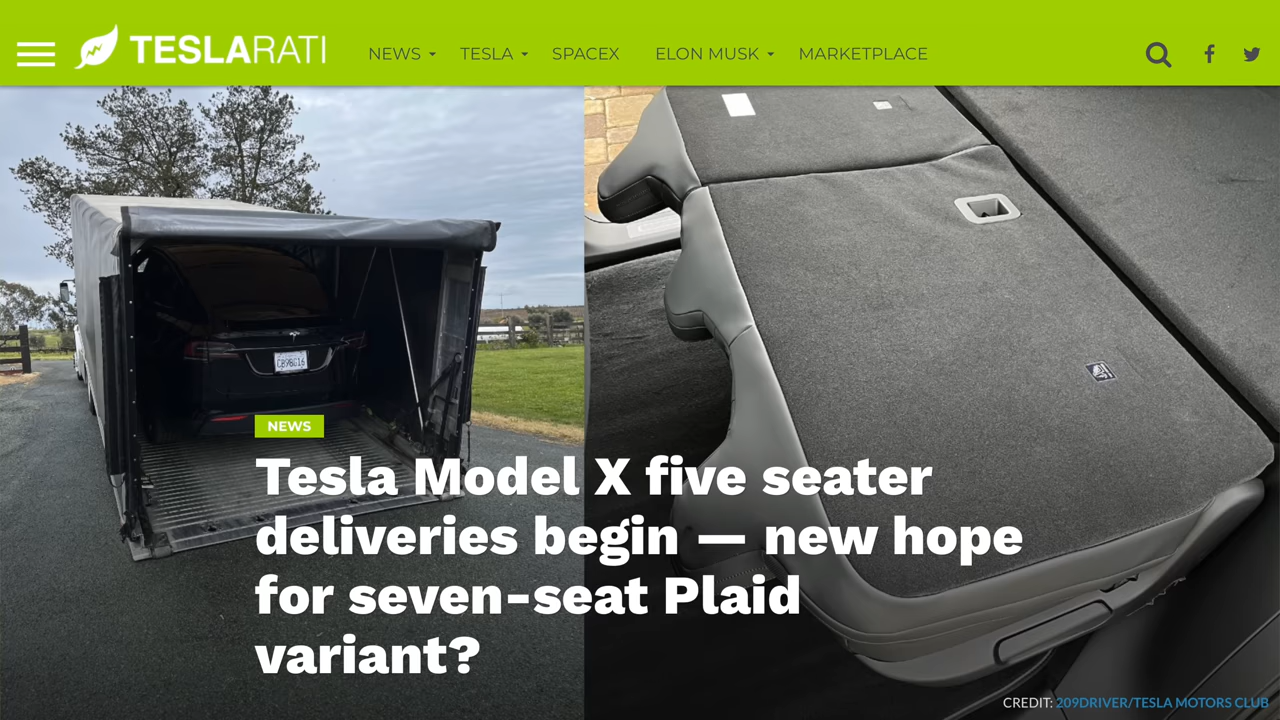 TESLARATI
NEWS
TESLA
SPACEX
ELON MUSK
MARKETPLACE
NEWS
Tesla Model X five seater
deliveries begin — new hope
for seven-seat Plaid
variant?
CREDIT: 209DRIVER/TESLA MOTORS CLUB